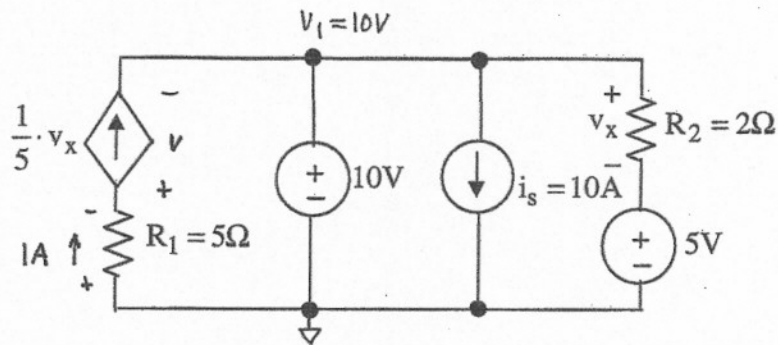 V₁ = 10V
−
+
1/5 · vₓ
v
vₓ
R₂ = 2Ω
+
−
10V
iₛ = 10A
−
+
−
1A
R₁ = 5Ω
+
+
−
5V